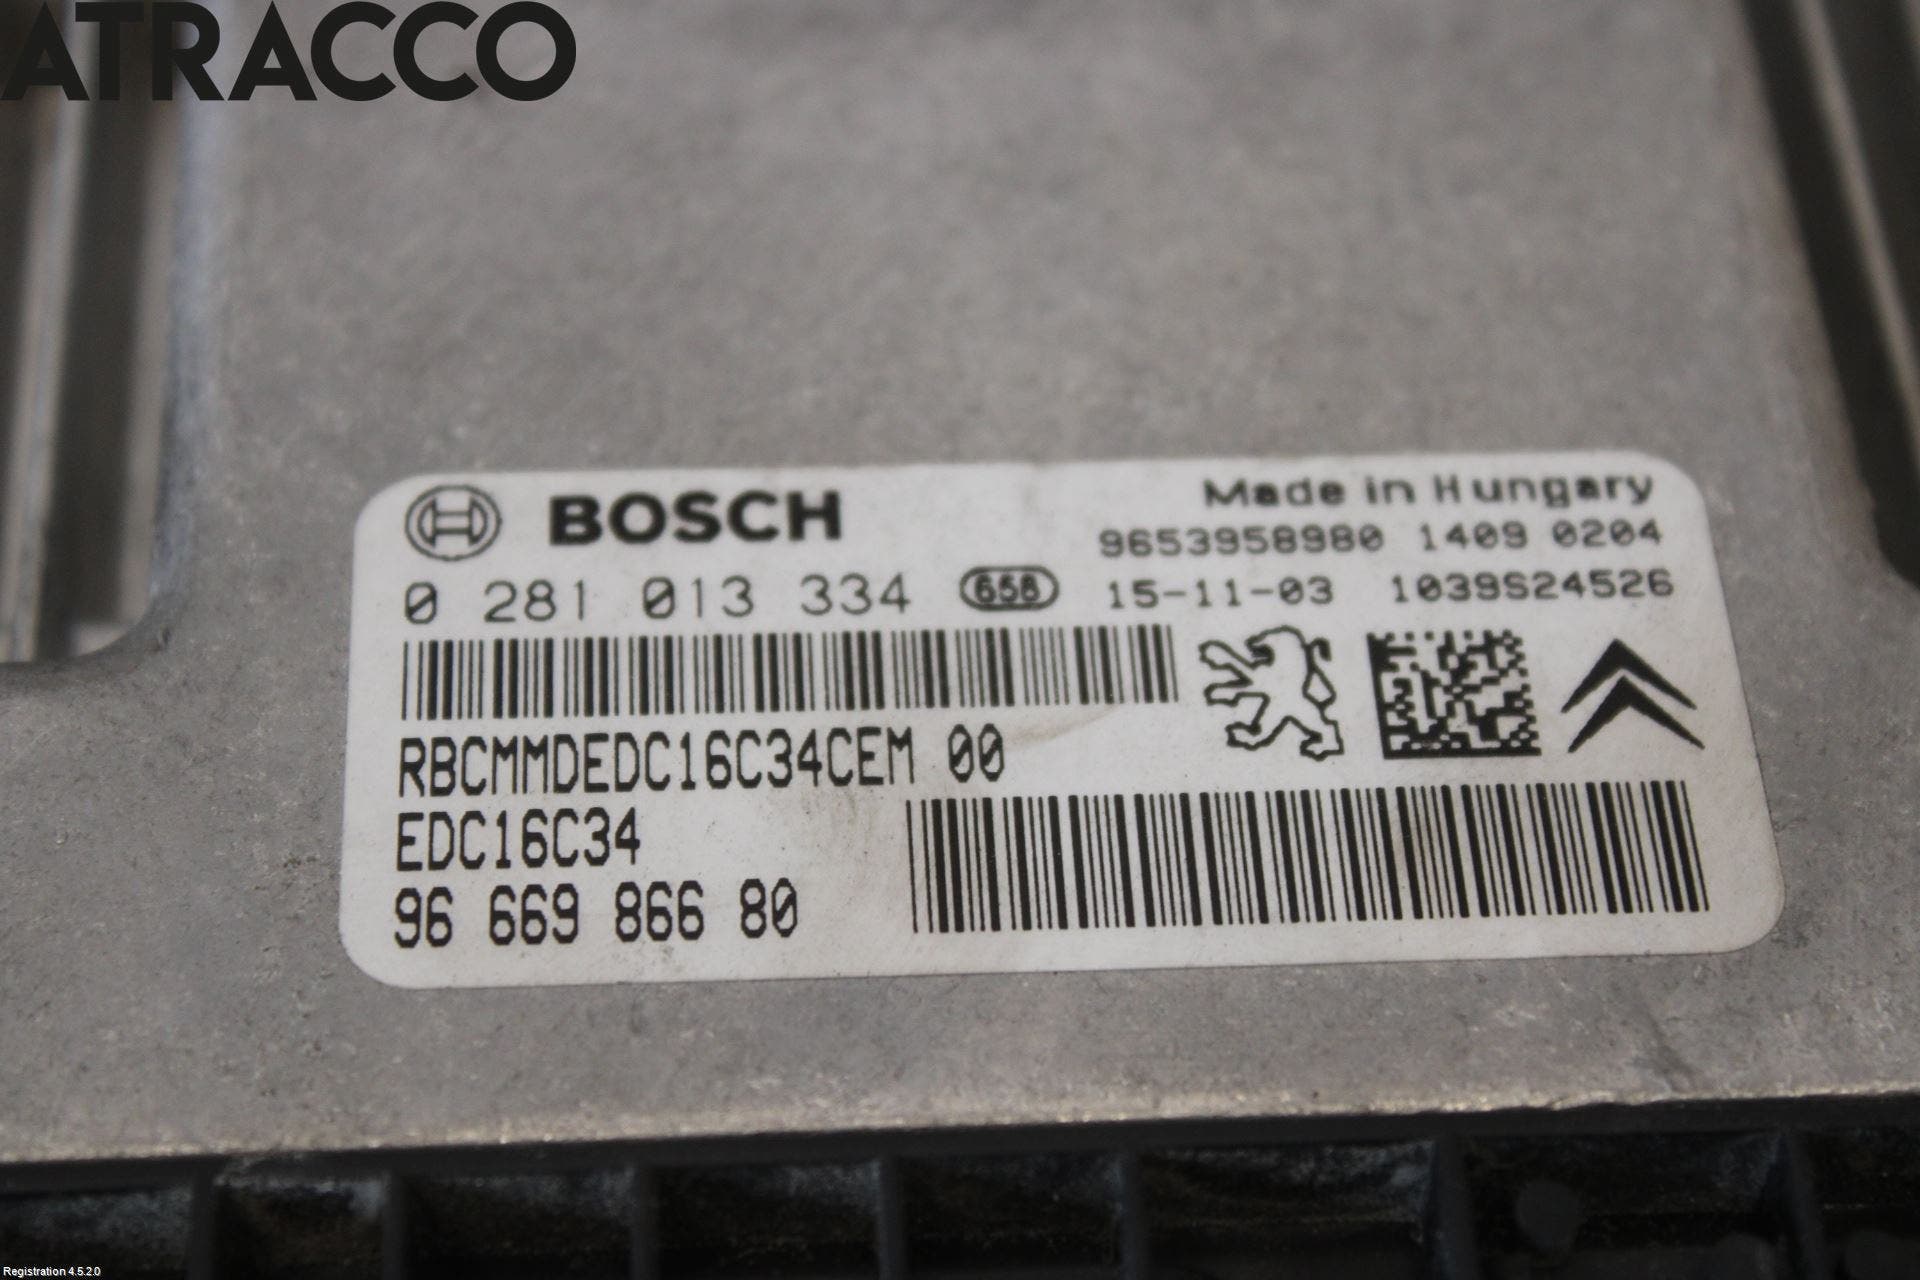 ATRACCO
BOSCH
Made in Hungary
9653958980 1409 0204
0 281 013 334 656 15-11-03 1039S24526
RBCMMDEDC16C34CEM 00
EDC16C34
96 669 866 80
Registration 4.5.2.0